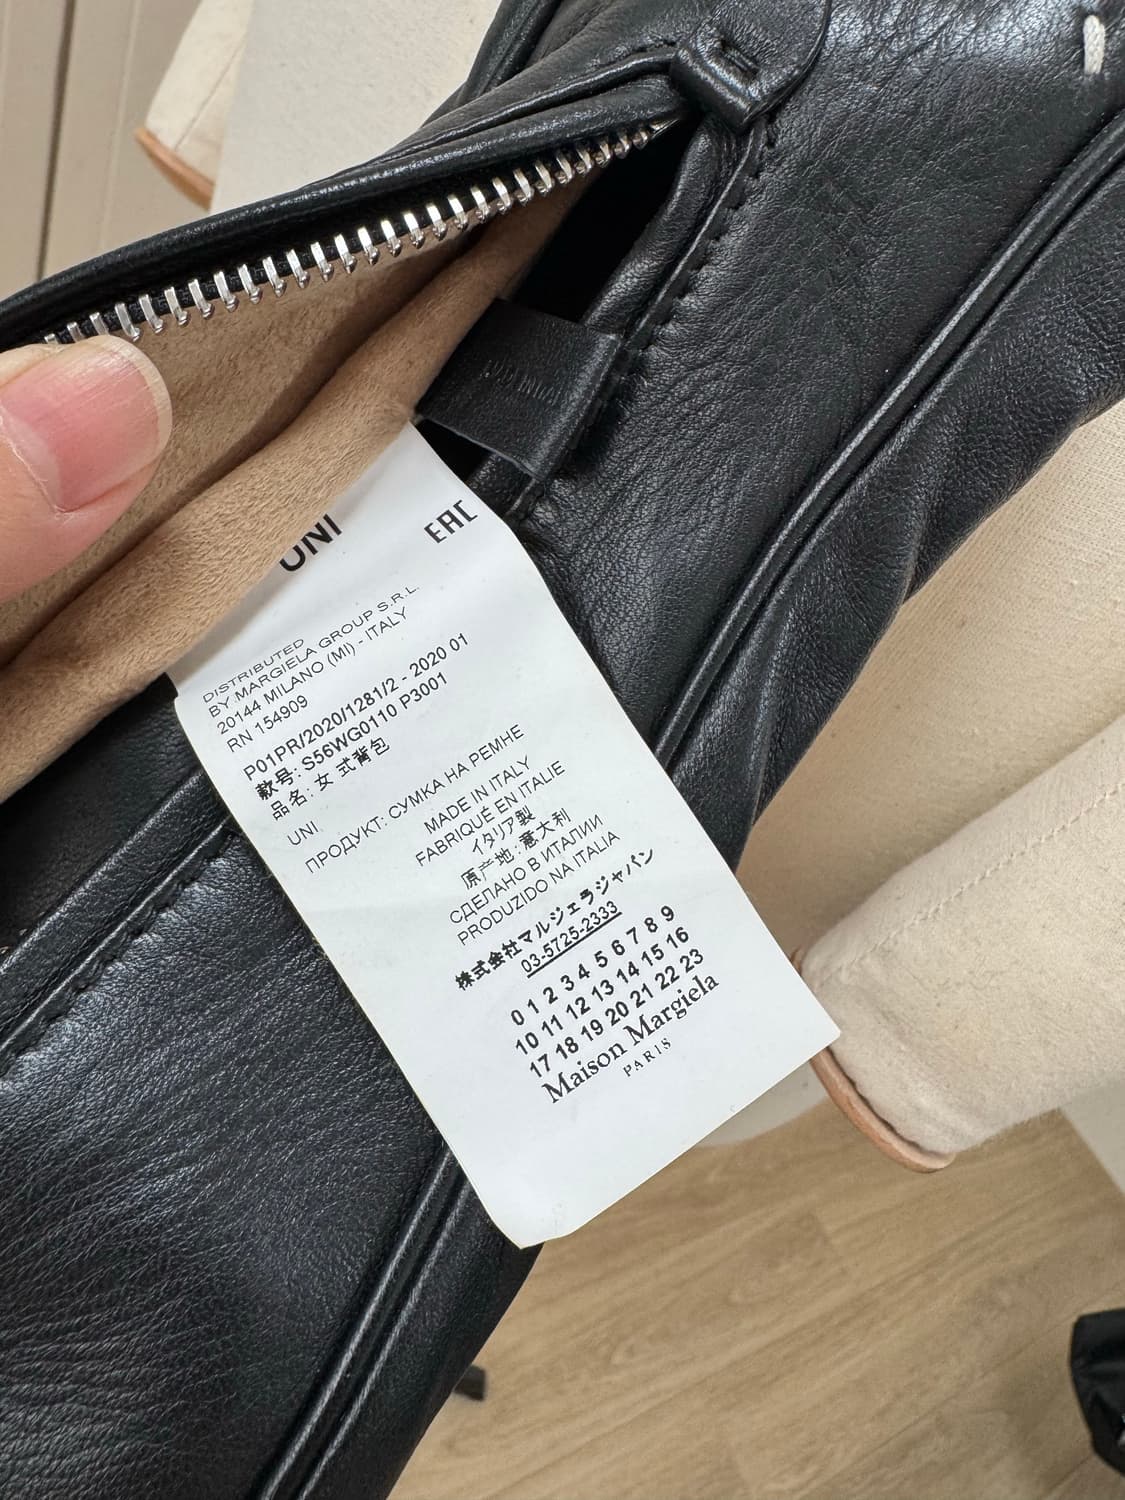 UNI
EAC
DISTRIBUTED
BY MARGIELA GROUP S.R.L.
20144 MILANO (MI) - ITALY
RN 154909
P01PR/2020/1281/2 - 2020 01
款号: S56WG0110 P3001
品名: 女 式背包
UNI
ПРОДУКТ: СУМКА НА РЕМНЕ
MADE IN ITALY
FABRIQUÉ EN ITALIE
イタリア製
原产地:意大利
СДЕЛАНО В ИТАЛИИ
PRODUZIDO NA ITALIA
株式会社マルジェラジャパン
03-5725-2333
0 1 2 3 4 5 6 7 8 9
10 11 12 13 14 15 16
17 18 19 20 21 22 23
Maison Margiela
PARIS